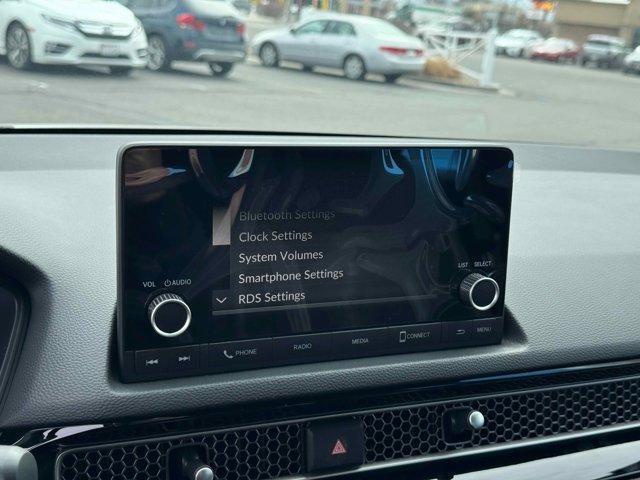 Bluetooth Settings
Clock Settings
System Volumes
Smartphone Settings
RDS Settings
VOL AUDIO
LIST SELECT
PHONE
RADIO
MEDIA
CONNECT
MENU